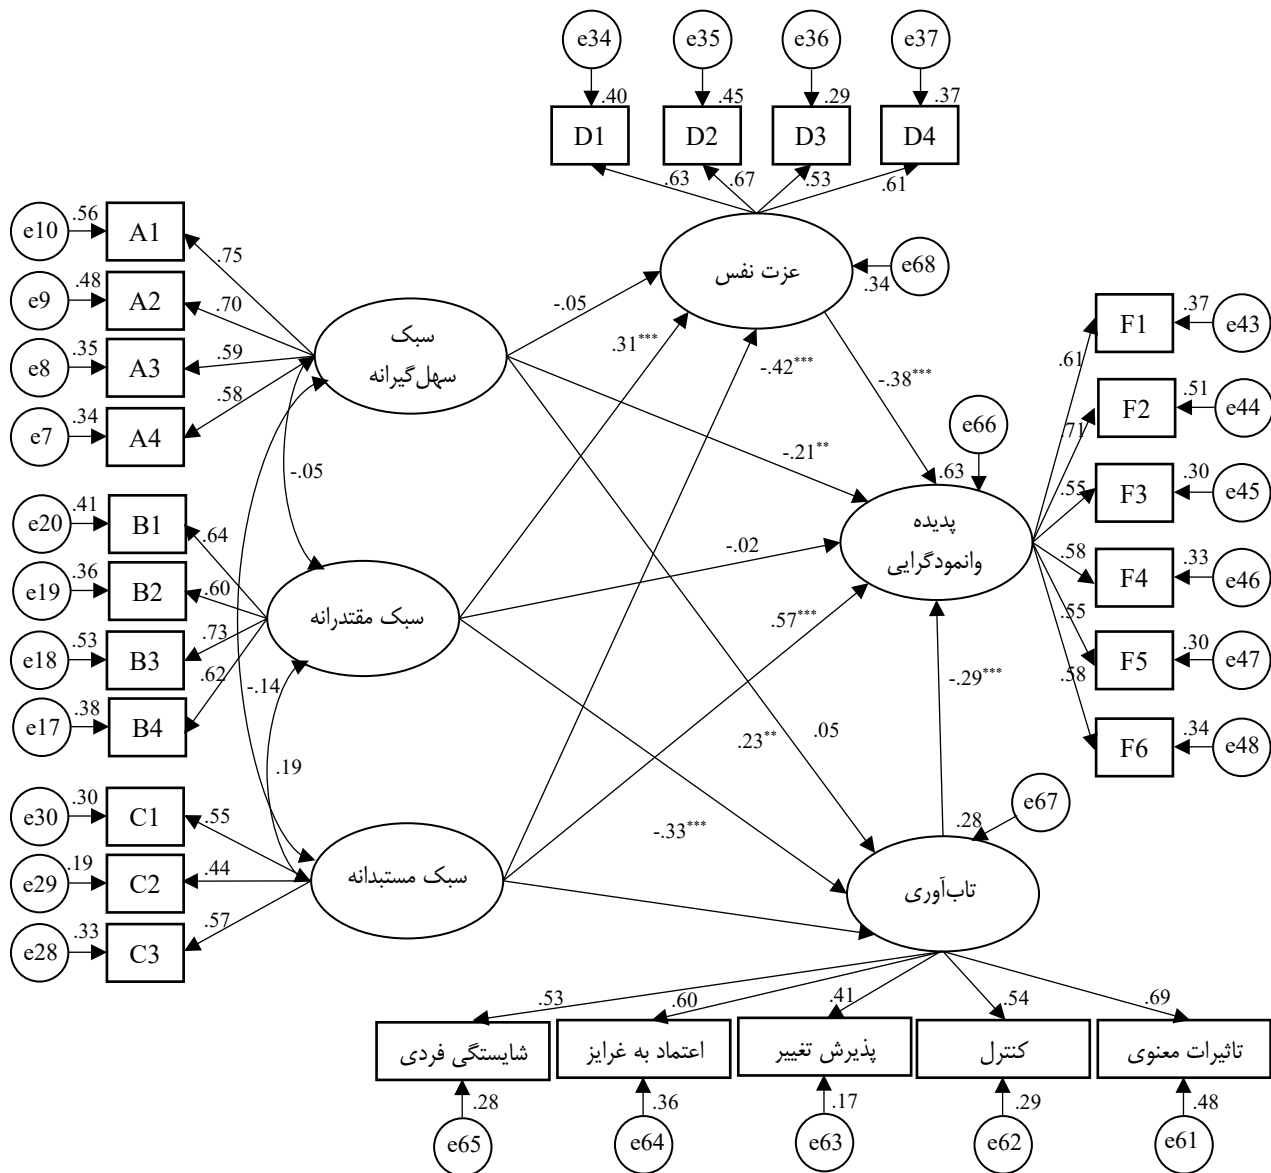 e34
e35
e36
e37
.40
.45
.29
.37
D1
D2
D3
D4
.63
.67
.53
.61
e10
.56
A1
.75
e9
.48
A2
.70
e8
.35
A3
.59
e7
.34
A4
.58
سبک
سهل‌گیرانه
عزت نفس
e68
.34
-.05
.31***
-.42***
-.38***
-.21**
e66
.63
پدیده
وانمودگرایی
F1
.37
e43
.61
F2
.51
e44
.71
F3
.30
e45
.55
F4
.33
e46
.58
F5
.30
e47
.55
F6
.34
e48
.58
-.05
e20
.41
B1
.64
e19
.36
B2
.60
e18
.53
B3
.73
e17
.38
B4
.62
سبک مقتدرانه
-.02
.57***
-.29***
-.14
.19
.23**
.05
-.33***
e30
.30
C1
.55
e29
.19
C2
.44
e28
.33
C3
.57
سبک مستبدانه
e67
.28
تاب‌آوری
.53
.60
.41
.54
.69
شایستگی فردی
اعتماد به غرایز
پذیرش تغییر
کنترل
تاثیرات معنوی
.28
.36
.17
.29
.48
e65
e64
e63
e62
e61